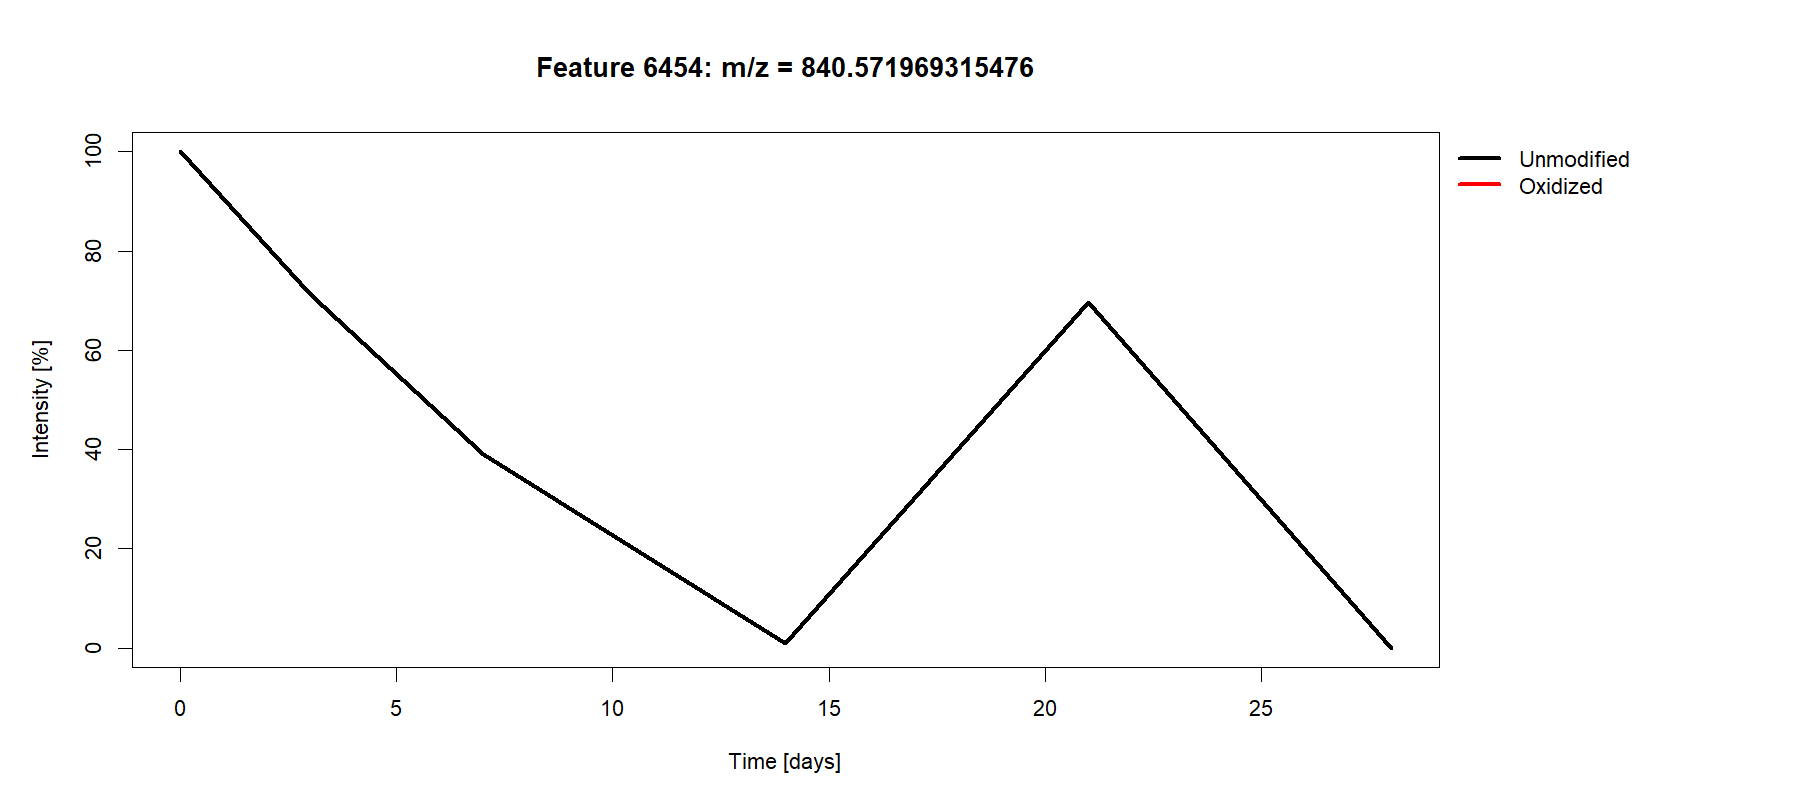 Feature 6454: m/z = 840.571969315476
Unmodified
Oxidized
Intensity [%]
100
80
60
40
20
0
0 5 10 15 20 25
Time [days]